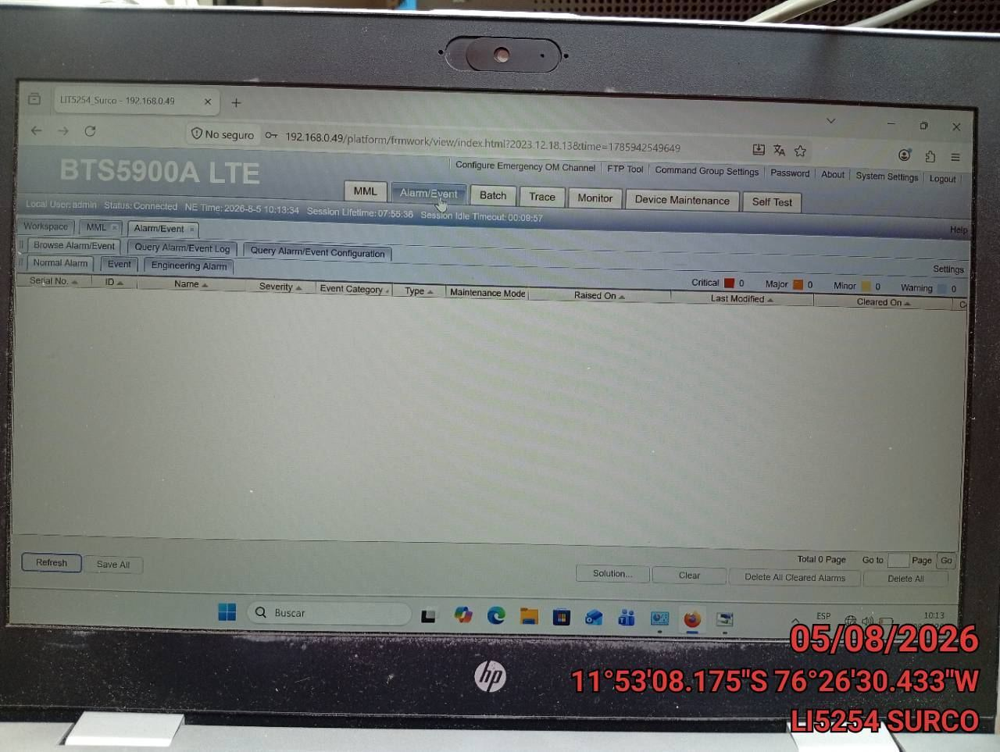 LIT5254_Surco - 192.168.0.49
No seguro 192.168.0.49/platform/frmwork/view/index.html?2023.12.18.13&time=1785942549649
BTS5900A LTE
Configure Emergency OM Channel FTP Tool Command Group Settings Password About System Settings Logout
MML Alarm/Event Batch Trace Monitor Device Maintenance Self Test
Local User: admin Status: Connected NE Time: 2026-8-5 10:13:34 Session Lifetime: 07:55:36 Session Idle Timeout: 00:09:57
Workspace MML Alarm/Event Help
Browse Alarm/Event Query Alarm/Event Log Query Alarm/Event Configuration
Normal Alarm Event Engineering Alarm Settings
Critical 0 Major 0 Minor 0 Warning 0
Serial No. ID Name Severity Event Category Type Maintenance Mode Raised On Last Modified Cleared On
Total 0 Page Go to Page Go
Refresh Save All Solution... Clear Delete All Cleared Alarms Delete All
Buscar ESP 10:13
hp
05/08/2026
11°53'08.175"S 76°26'30.433"W
LI5254 SURCO